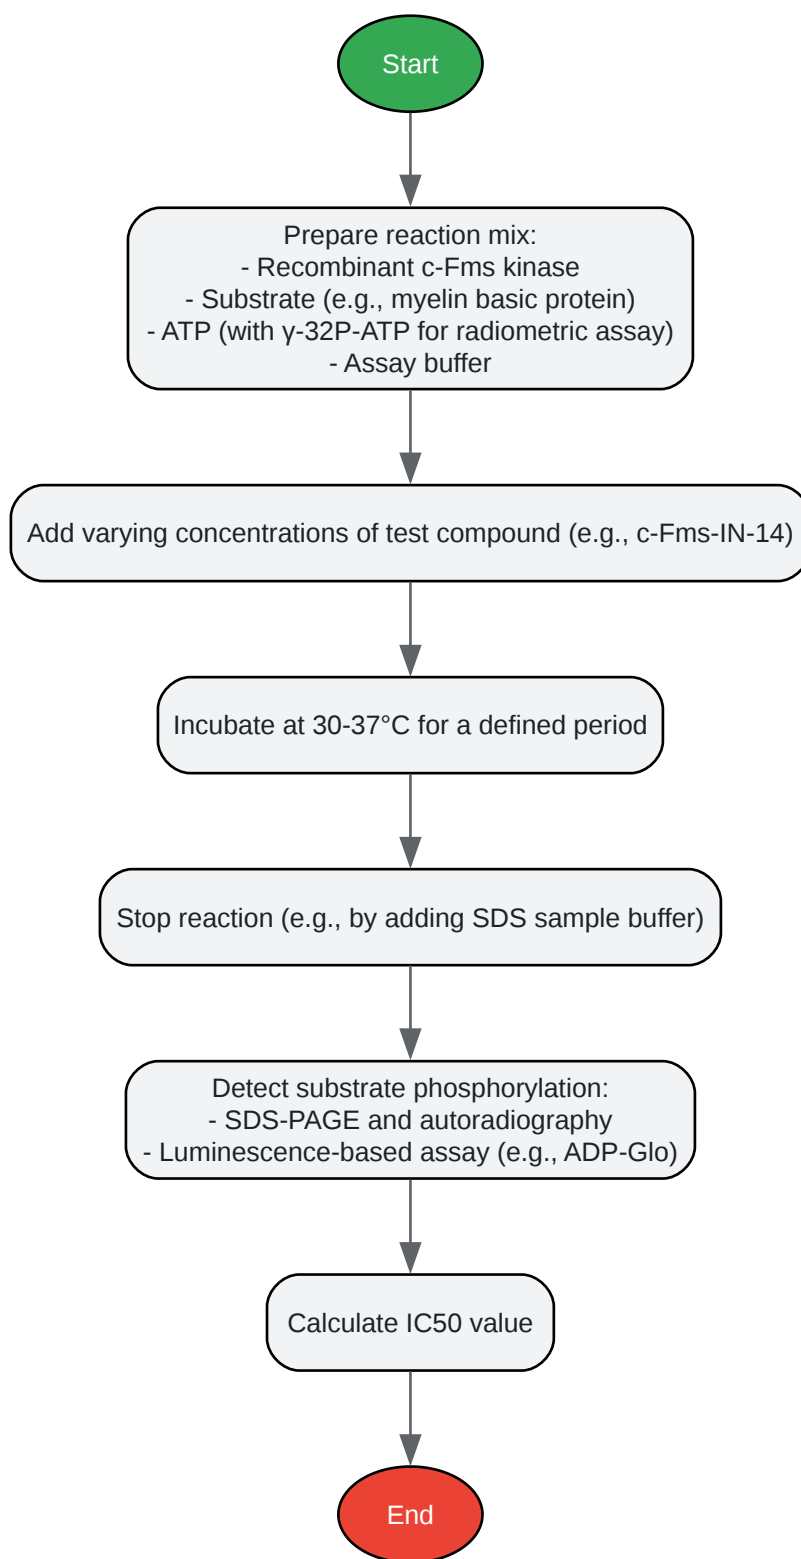 Start
Prepare reaction mix:
- Recombinant c-Fms kinase
- Substrate (e.g., myelin basic protein)
- ATP (with γ-32P-ATP for radiometric assay)
- Assay buffer
Add varying concentrations of test compound (e.g., c-Fms-IN-14)
Incubate at 30-37°C for a defined period
Stop reaction (e.g., by adding SDS sample buffer)
Detect substrate phosphorylation:
- SDS-PAGE and autoradiography
- Luminescence-based assay (e.g., ADP-Glo)
Calculate IC50 value
End